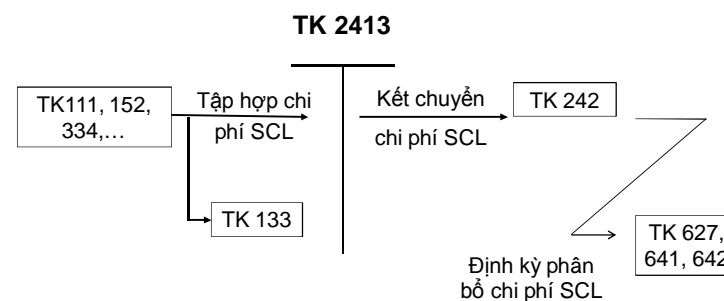 TK 2413
TK111, 152,
334,…
Tập hợp chi
phí SCL
Kết chuyển
chi phí SCL
TK 242
TK 133
Định kỳ phân
bổ chi phí SCL
TK 627,
641, 642